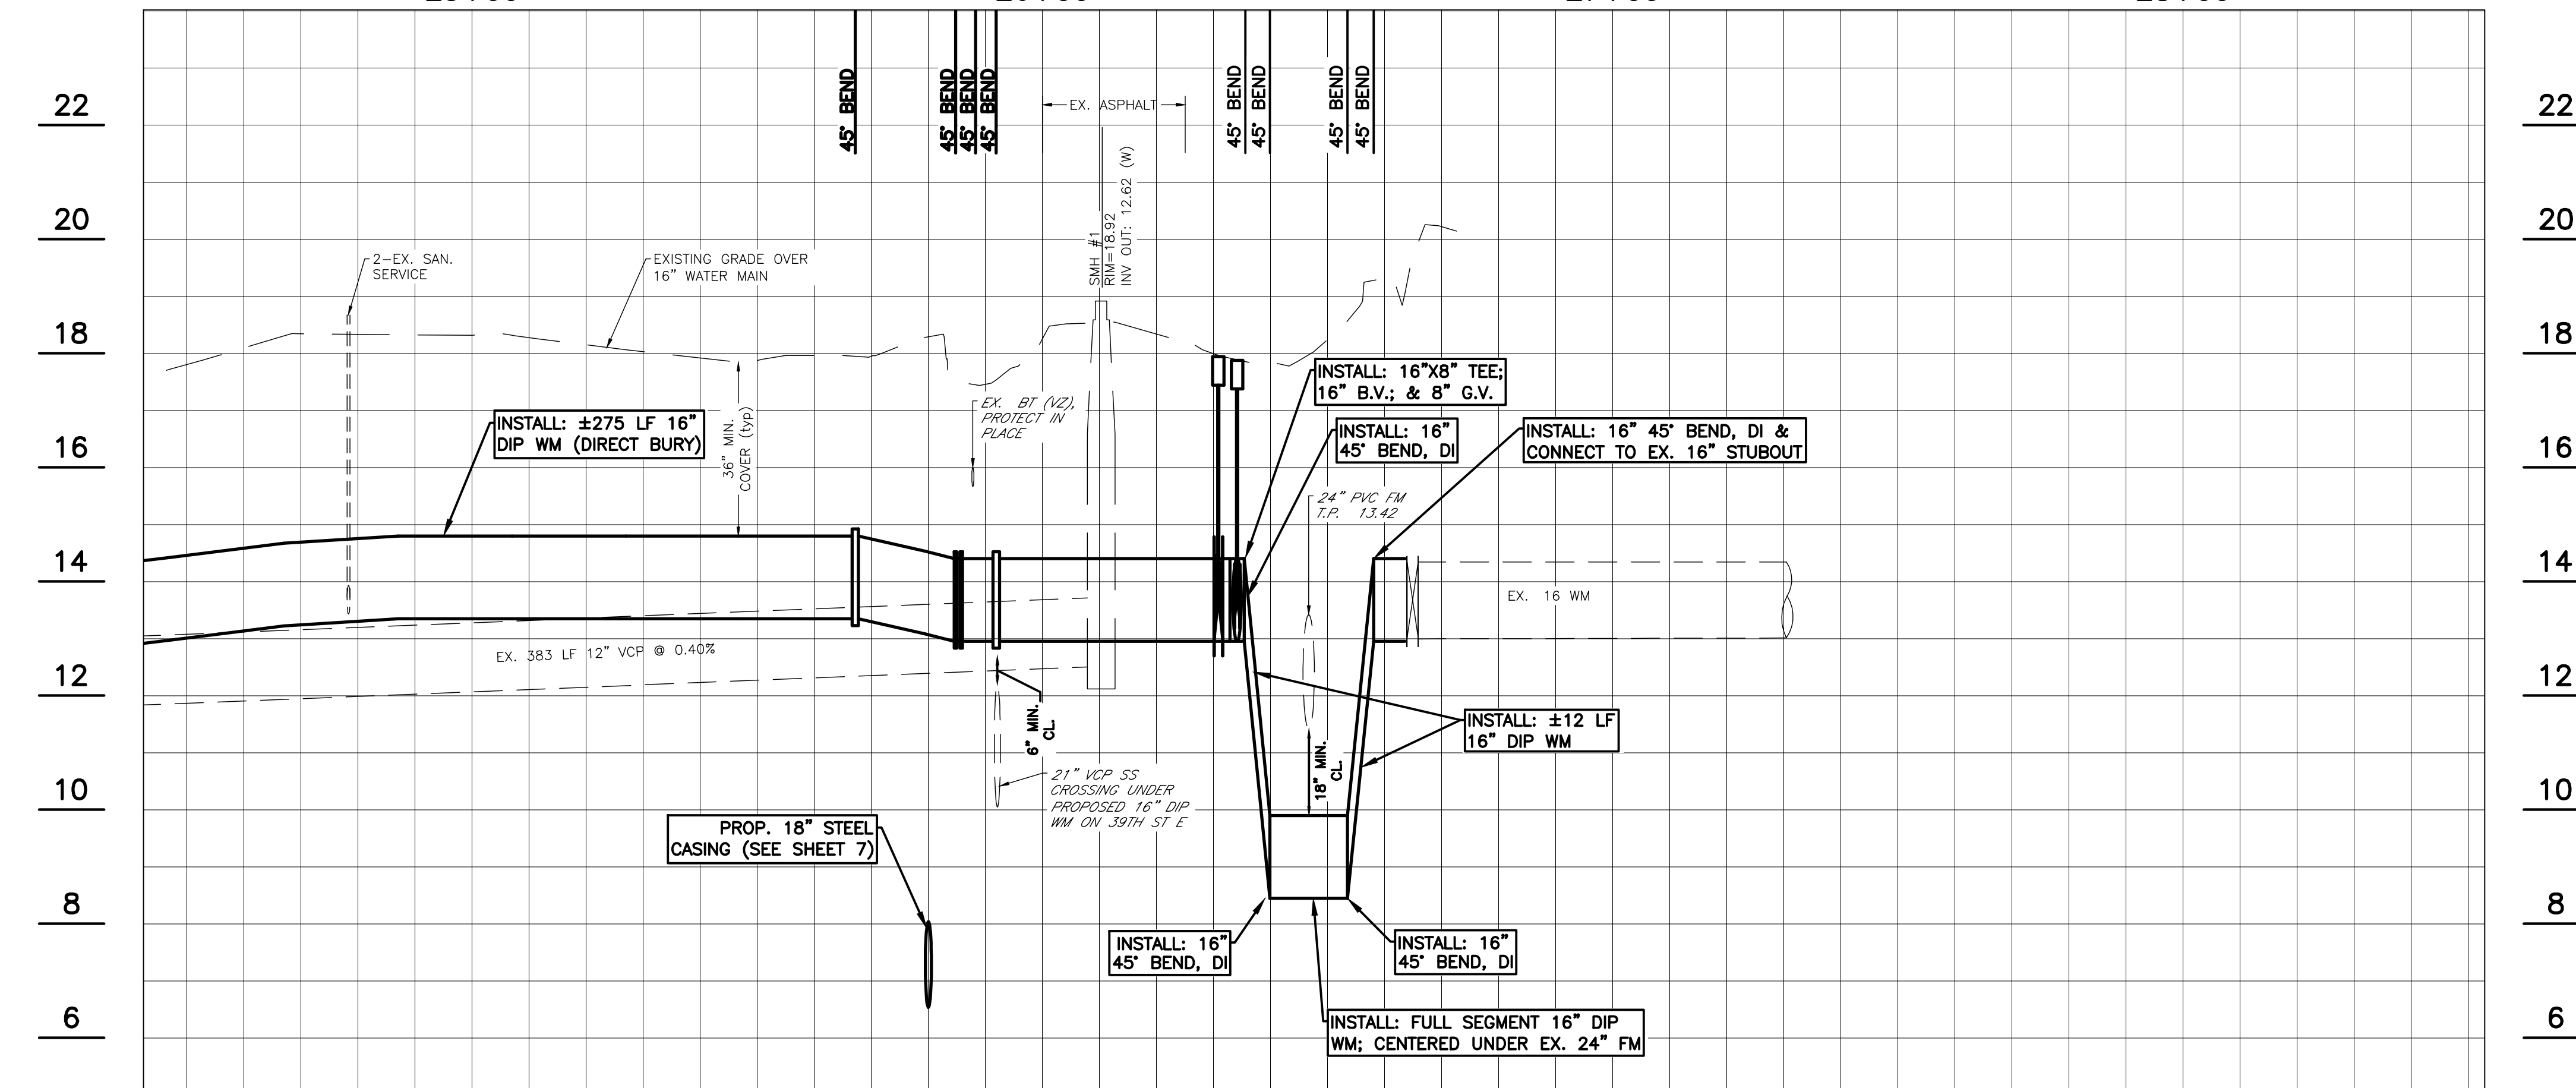 22
20
18
16
14
12
10
8
6
45° BEND
45° BEND
45° BEND
45° BEND
EX. ASPHALT
45° BEND
45° BEND
45° BEND
45° BEND
SMH #1
RIM=18.92
INV OUT: 12.62 (W)
2-EX. SAN.
SERVICE
EXISTING GRADE OVER
16" WATER MAIN
INSTALL: ±275 LF 16"
DIP WM (DIRECT BURY)
36" MIN.
COVER (typ)
EX. BT (VZ),
PROTECT IN
PLACE
INSTALL: 16"X8" TEE;
16" B.V.; & 8" G.V.
INSTALL: 16"
45° BEND, DI
INSTALL: 16" 45° BEND, DI &
CONNECT TO EX. 16" STUBOUT
24" PVC FM
T.P. 13.42
EX. 16 WM
EX. 383 LF 12" VCP @ 0.40%
6" MIN.
CL.
21" VCP SS
CROSSING UNDER
PROPOSED 16" DIP
WM ON 39TH ST E
18" MIN.
CL.
INSTALL: ±12 LF
16" DIP WM
PROP. 18" STEEL
CASING (SEE SHEET 7)
INSTALL: 16"
45° BEND, DI
INSTALL: 16"
45° BEND, DI
INSTALL: FULL SEGMENT 16" DIP
WM; CENTERED UNDER EX. 24" FM
22
20
18
16
14
12
10
8
6